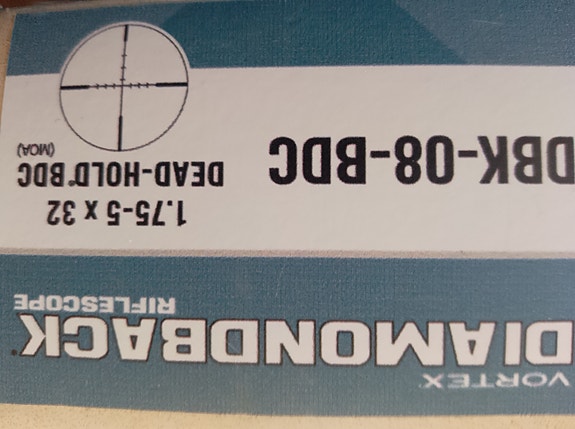 VORTEX
DIAMONDBACK®
RIFLESCOPE
1.75-5 x 32
DEAD-HOLD® BDC
(MOA)
DBK-08-BDC